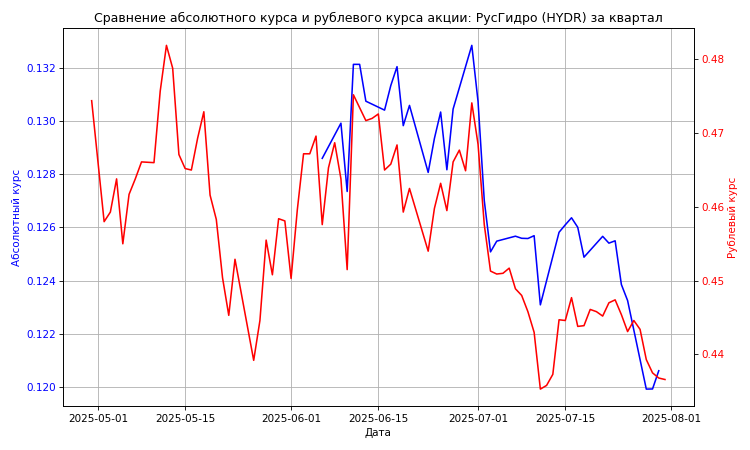 Сравнение абсолютного курса и рублевого курса акции: РусГидро (HYDR) за квартал
Абсолютный курс
0.132
0.130
0.128
0.126
0.124
0.122
0.120
0.48
0.47
0.46
0.45
0.44
Рублевый курс
2025-05-01 2025-05-15 2025-06-01 2025-06-15 2025-07-01 2025-07-15 2025-08-01
Дата